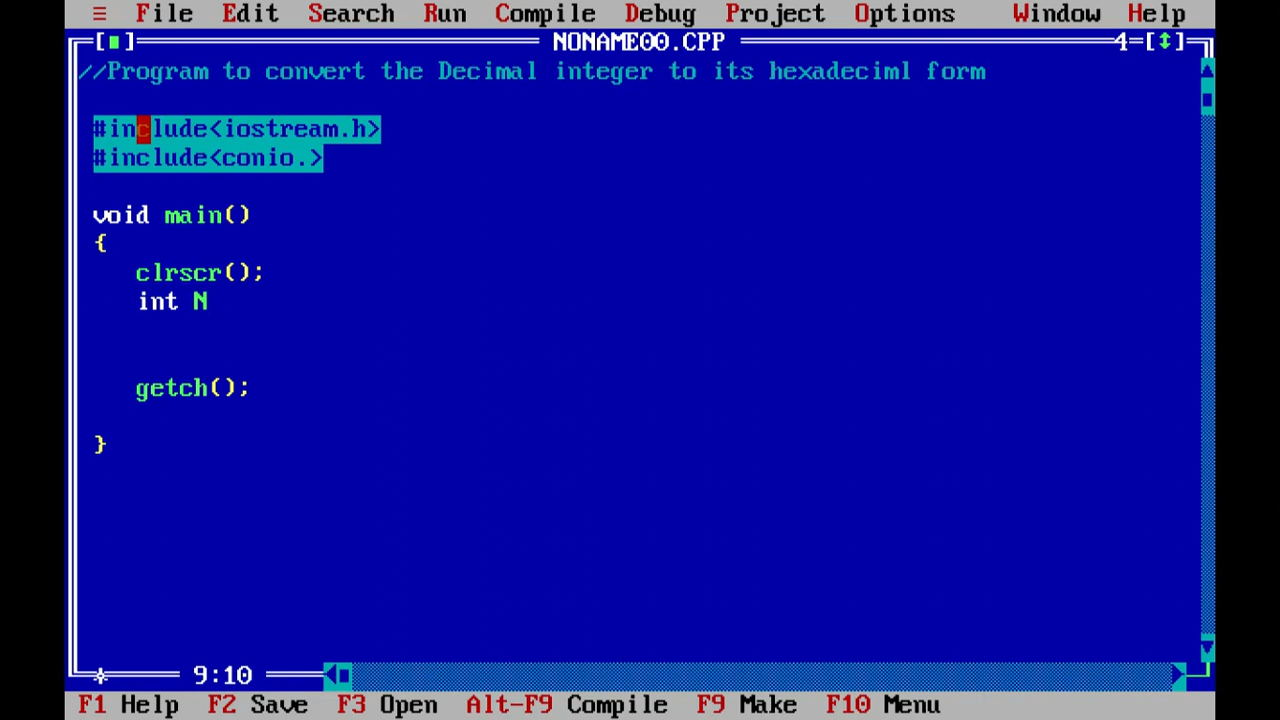 ≡ File Edit Search Run Compile Debug Project Options Window Help
[■] NONAME00.CPP 4=[↕]
//Program to convert the Decimal integer to its hexadeciml form
#include<iostream.h>
#include<conio.>
void main()
{
clrscr();
int N
getch();
}
9:10
F1 Help F2 Save F3 Open Alt-F9 Compile F9 Make F10 Menu